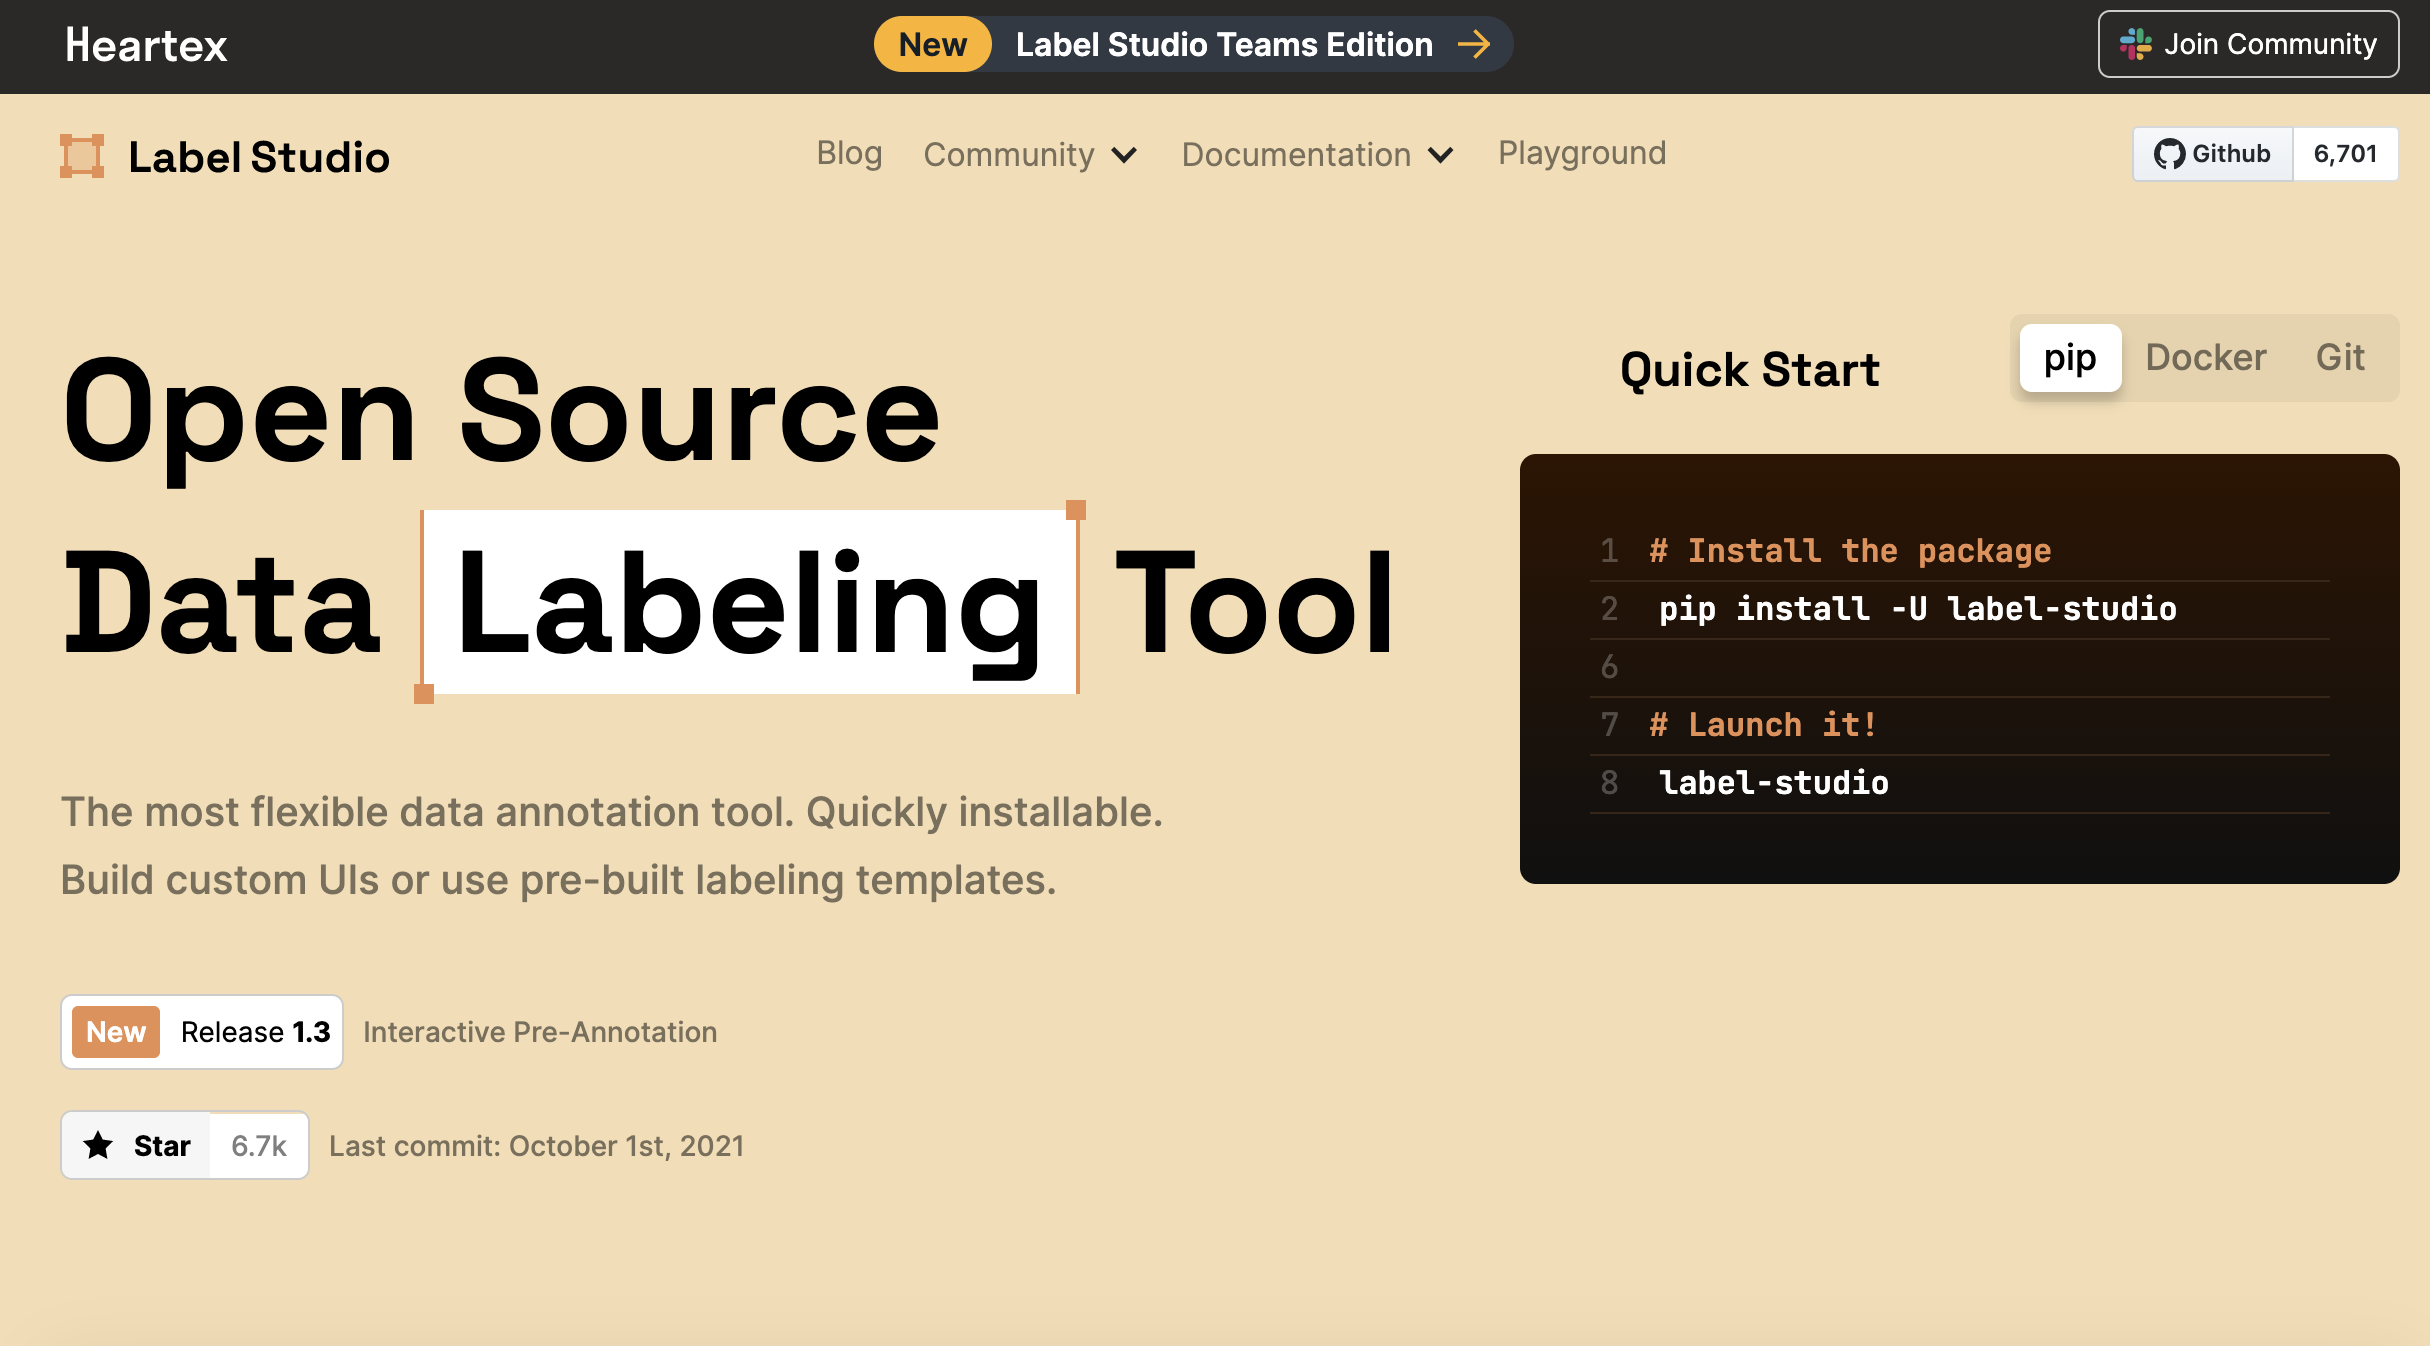 Heartex
New Label Studio Teams Edition
Join Community
Label Studio
Blog Community Documentation Playground
Github 6,701
Open Source
Data Labeling Tool
The most flexible data annotation tool. Quickly installable.
Build custom UIs or use pre-built labeling templates.
New Release 1.3 Interactive Pre-Annotation
Star 6.7k Last commit: October 1st, 2021
Quick Start
pip Docker Git
1 # Install the package
2 pip install -U label-studio
6
7 # Launch it!
8 label-studio